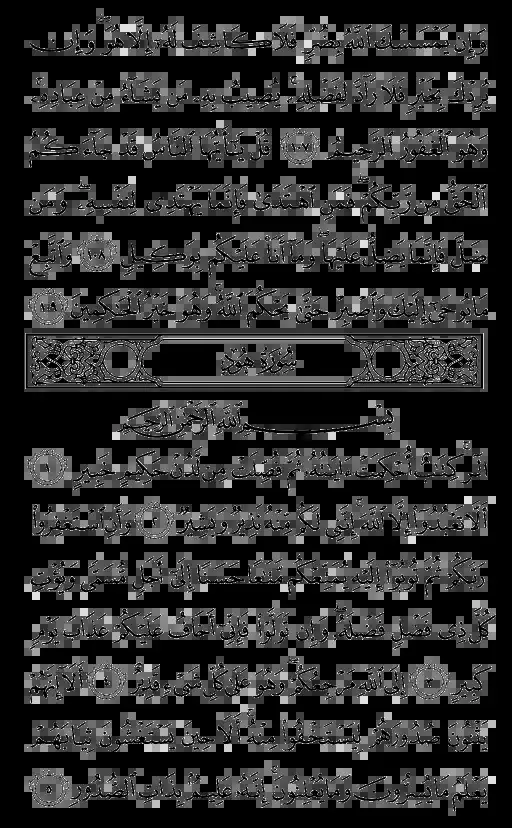 وَإِن يَمْسَسْكَ ٱللَّهُ بِضُرٍّ فَلَا كَاشِفَ لَهُۥٓ إِلَّا هُوَ ۖ وَإِن
يُرِدْكَ بِخَيْرٍ فَلَا رَآدَّ لِفَضْلِهِۦ ۚ يُصِيبُ بِهِۦ مَن يَشَآءُ مِنْ عِبَادِهِۦ ۚ
وَهُوَ ٱلْغَفُورُ ٱلرَّحِيمُ ١٠٧ قُلْ يَـٰٓأَيُّهَا ٱلنَّاسُ قَدْ جَآءَكُمُ
ٱلْحَقُّ مِن رَّبِّكُمْ ۖ فَمَنِ ٱهْتَدَىٰ فَإِنَّمَا يَهْتَدِى لِنَفْسِهِۦ ۖ وَمَن
ضَلَّ فَإِنَّمَا يَضِلُّ عَلَيْهَا ۖ وَمَآ أَنَا۠ عَلَيْكُم بِوَكِيلٍ ١٠٨ وَٱتَّبِعْ
مَا يُوحَىٰٓ إِلَيْكَ وَٱصْبِرْ حَتَّىٰ يَحْكُمَ ٱللَّهُ ۚ وَهُوَ خَيْرُ ٱلْحَـٰكِمِينَ ١٠٩
سُورَةُ هُودٍ
بِسْمِ ٱللَّهِ ٱلرَّحْمَـٰنِ ٱلرَّحِيمِ
الٓر ۚ كِتَـٰبٌ أُحْكِمَتْ ءَايَـٰتُهُۥ ثُمَّ فُصِّلَتْ مِن لَّدُنْ حَكِيمٍ خَبِيرٍ ١
أَلَّا تَعْبُدُوٓا۟ إِلَّا ٱللَّهَ ۚ إِنَّنِى لَكُم مِّنْهُ نَذِيرٌ وَبَشِيرٌ ٢ وَأَنِ ٱسْتَغْفِرُوا۟
رَبَّكُمْ ثُمَّ تُوبُوٓا۟ إِلَيْهِ يُمَتِّعْكُم مَّتَـٰعًا حَسَنًا إِلَىٰٓ أَجَلٍ مُّسَمًّى وَيُؤْتِ
كُلَّ ذِى فَضْلٍ فَضْلَهُۥ ۖ وَإِن تَوَلَّوْا۟ فَإِنِّىٓ أَخَافُ عَلَيْكُمْ عَذَابَ يَوْمٍ
كَبِيرٍ ٣ إِلَى ٱللَّهِ مَرْجِعُكُمْ ۖ وَهُوَ عَلَىٰ كُلِّ شَىْءٍ قَدِيرٌ ٤ أَلَآ إِنَّهُمْ
يَثْنُونَ صُدُورَهُمْ لِيَسْتَخْفُوا۟ مِنْهُ ۚ أَلَا حِينَ يَسْتَغْشُونَ ثِيَابَهُمْ
يَعْلَمُ مَا يُسِرُّونَ وَمَا يُعْلِنُونَ ۚ إِنَّهُۥ عَلِيمٌۢ بِذَاتِ ٱلصُّدُورِ ٥